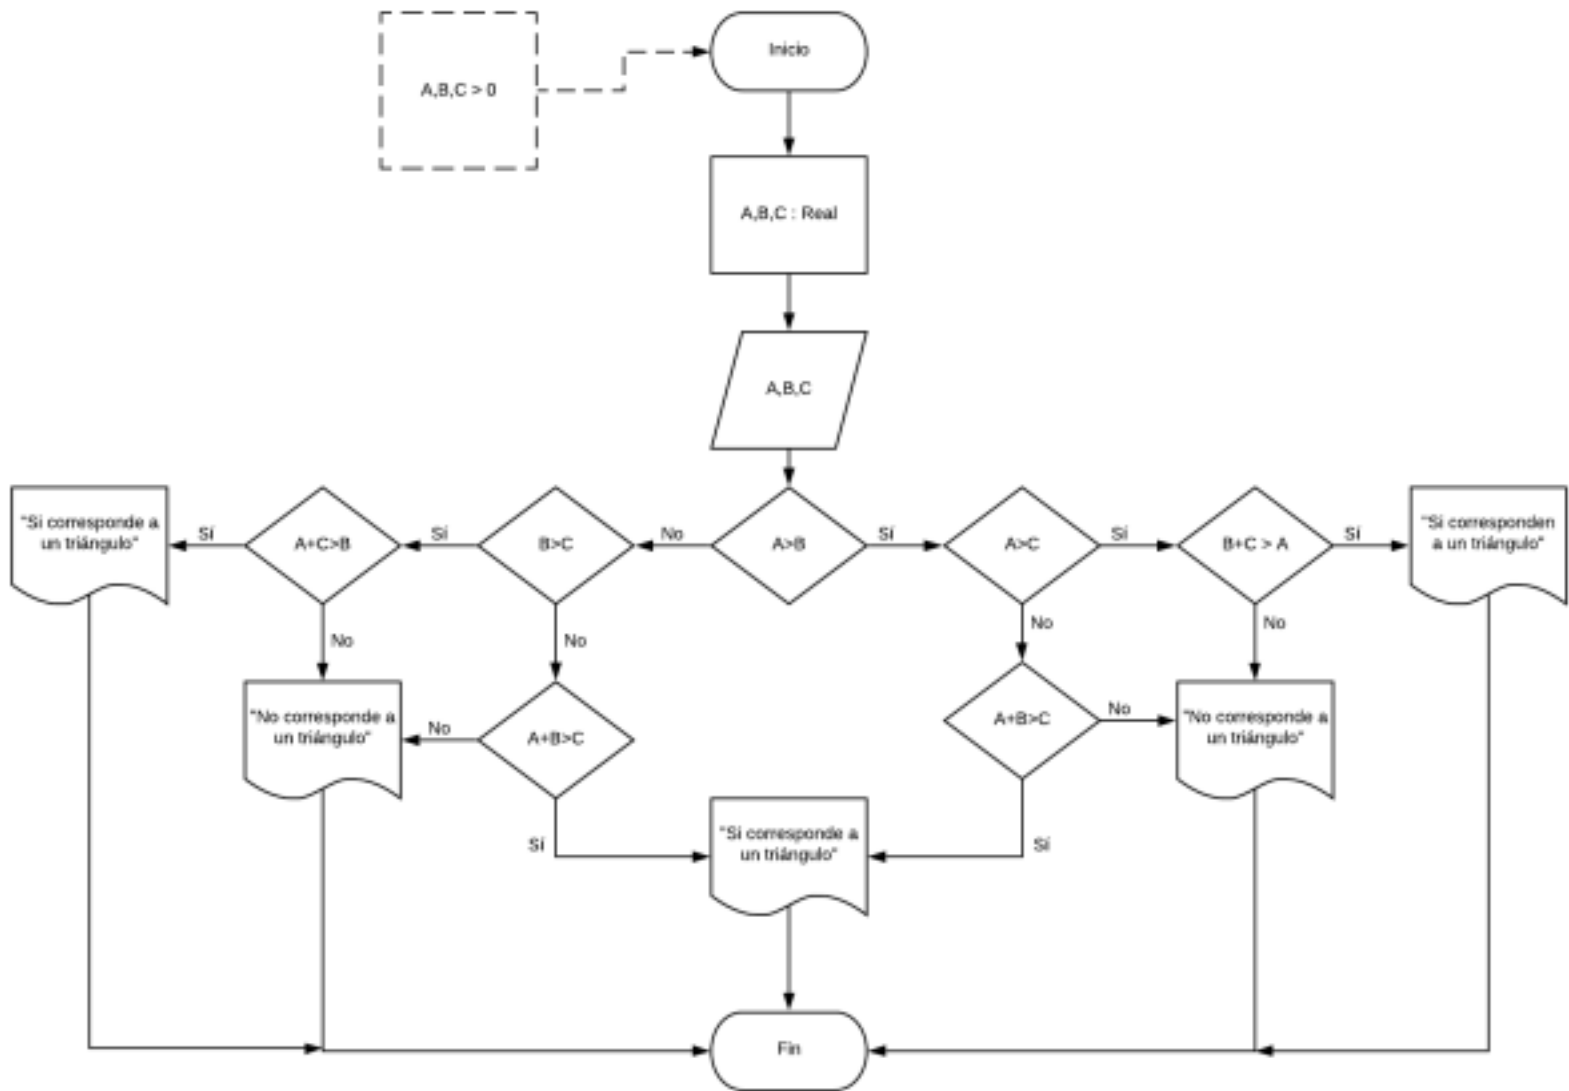 Inicio
A,B,C > 0
A,B,C : Real
A,B,C
"Si corresponde a
un triángulo"
Sí
A+C>B
Sí
B>C
No
A>B
Sí
A>C
Sí
B+C > A
Sí
"Si corresponden
a un triángulo"
No
No
No
No
"No corresponde a
un triángulo"
No
A+B>C
A+B>C
No
"No corresponde a
un triángulo"
Sí
"Si corresponde a
un triángulo"
Sí
Fin